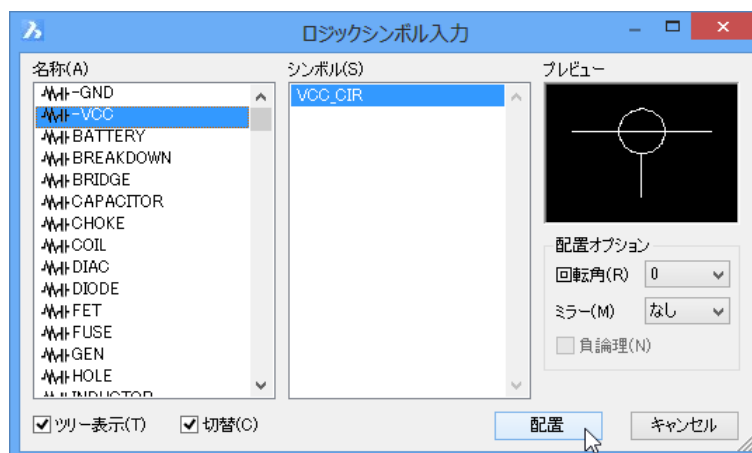 ロジックシンボル入力
名称(A)
-GND
-VCC
BATTERY
BREAKDOWN
BRIDGE
CAPACITOR
CHOKE
COIL
DIAC
DIODE
FET
FUSE
GEN
HOLE
INDUCTOR
シンボル(S)
VCC_CIR
プレビュー
配置オプション
回転角(R) 0
ミラー(M) なし
負論理(N)
ツリー表示(T) 切替(C) 配置 キャンセル